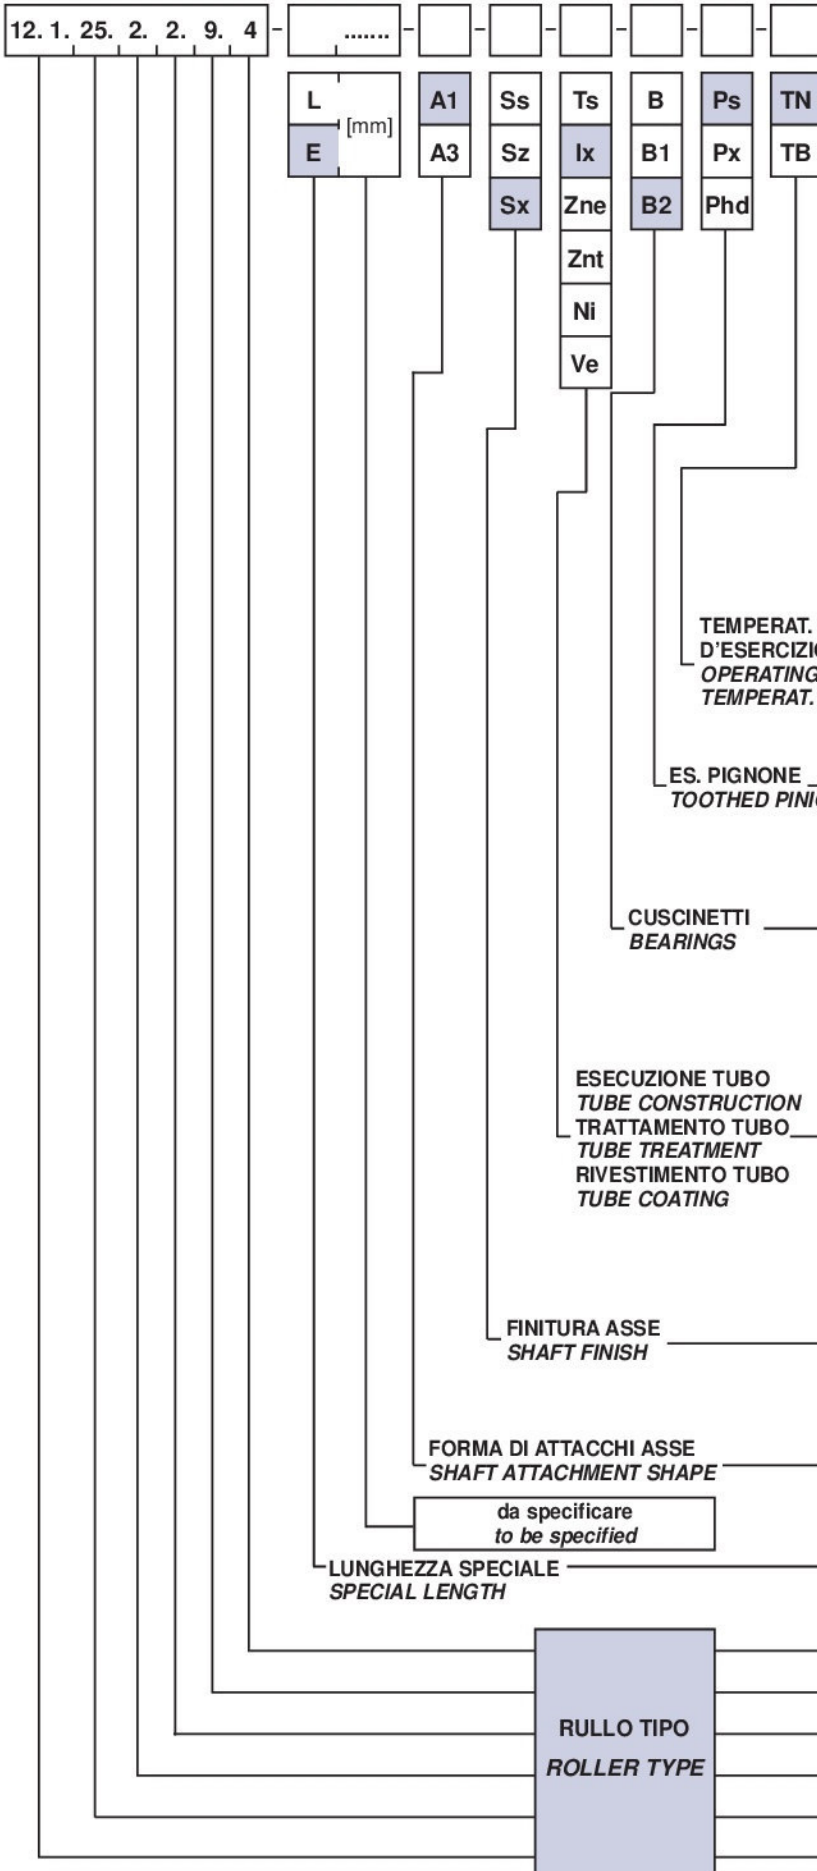 12. 1. 25. 2. 2. 9. 4 - ....... - - - - - -
L [mm] A1 Ss Ts B Ps TN
E A3 Sz Ix B1 Px TB
Sx Zne B2 Phd
Znt
Ni
Ve
TEMPERAT.
D'ESERCIZIO
OPERATING
TEMPERAT.
ES. PIGNONE
TOOTHED PINI
CUSCINETTI
BEARINGS
ESECUZIONE TUBO
TUBE CONSTRUCTION
TRATTAMENTO TUBO
TUBE TREATMENT
RIVESTIMENTO TUBO
TUBE COATING
FINITURA ASSE
SHAFT FINISH
FORMA DI ATTACCHI ASSE
SHAFT ATTACHMENT SHAPE
da specificare
to be specified
LUNGHEZZA SPECIALE
SPECIAL LENGTH
RULLO TIPO
ROLLER TYPE